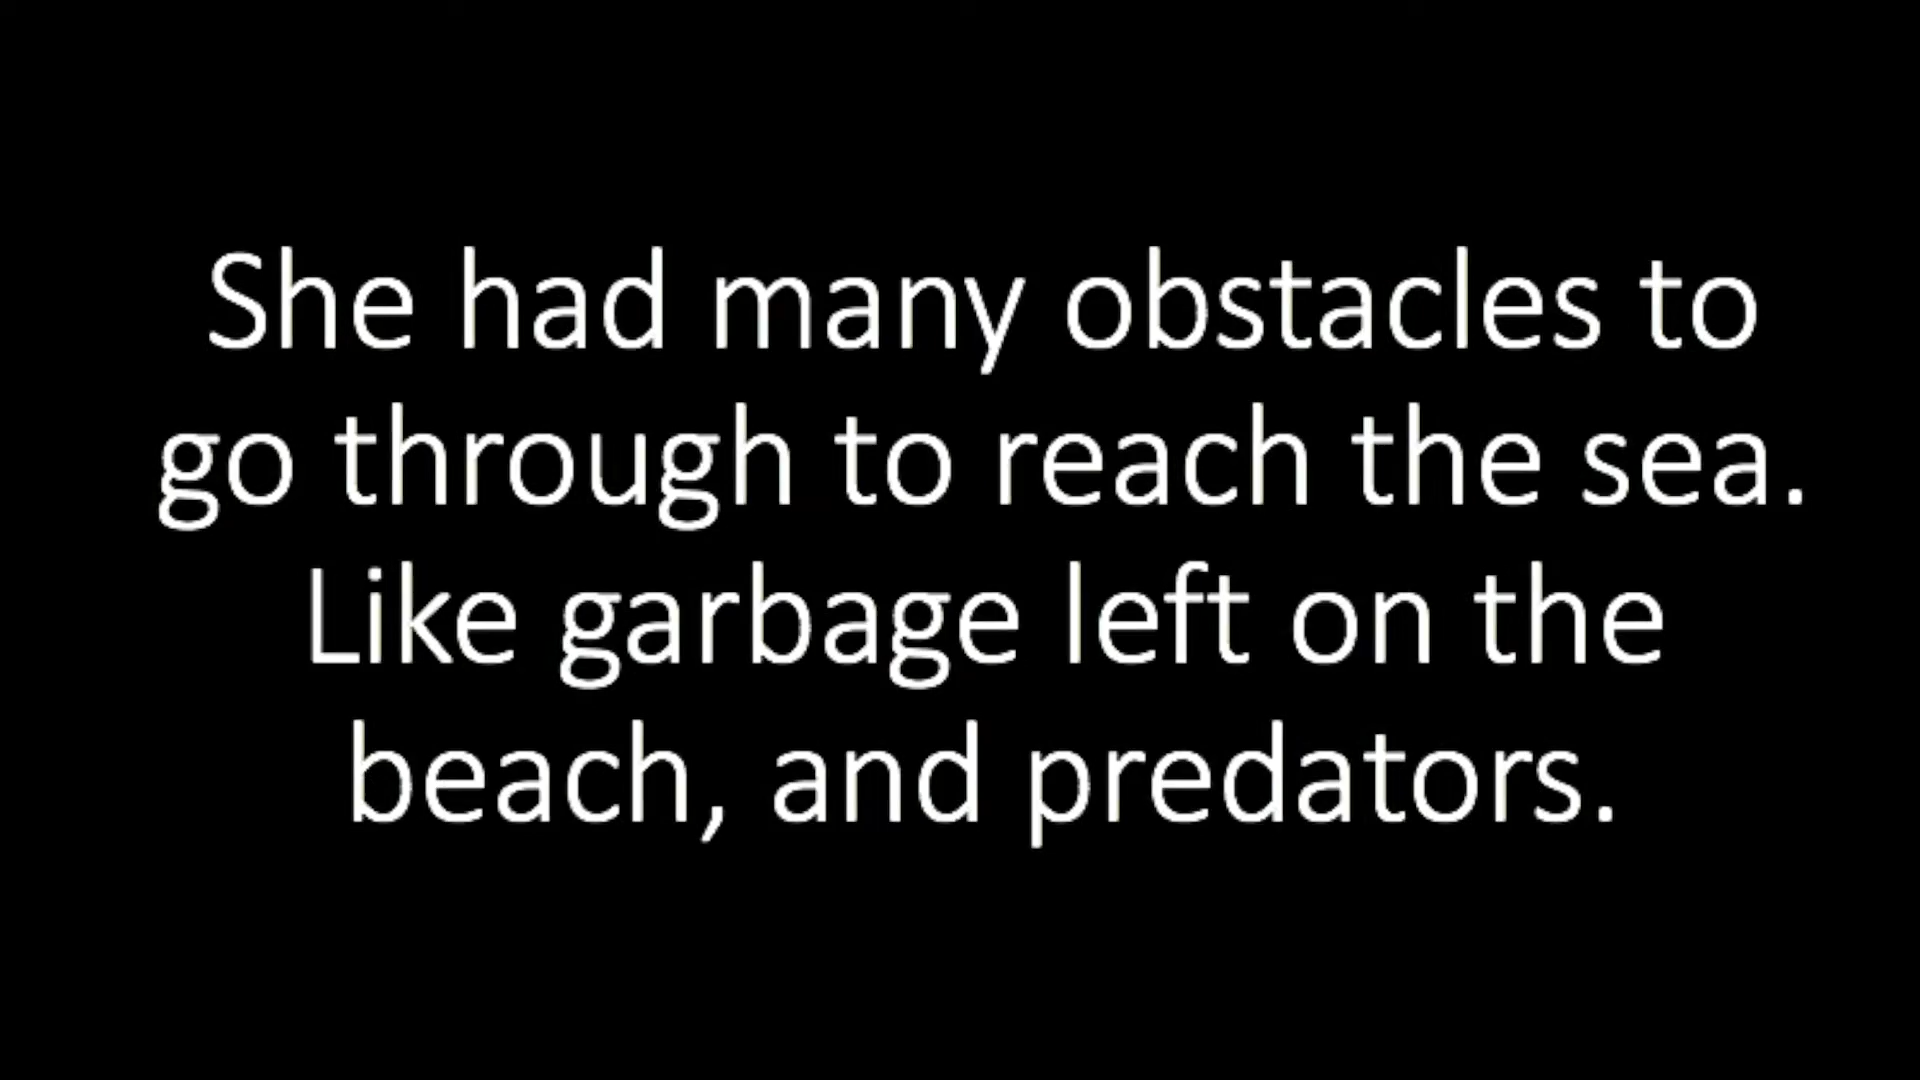 She had many obstacles to
go through to reach the sea.
Like garbage left on the
beach, and predators.